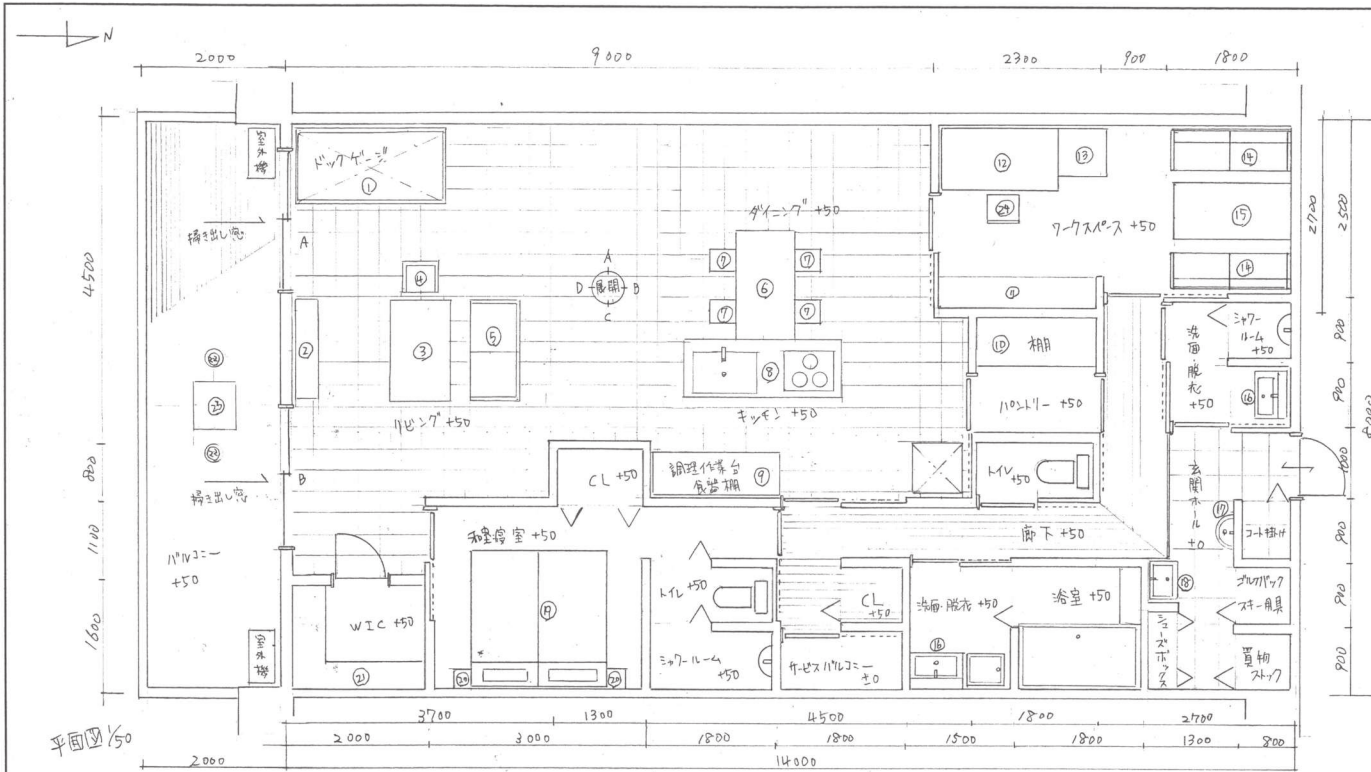 N
2000
9000
2300
900
1800
室外機
ドックゲージ
①
掃き出し窓
A
ダイニング +50
⑫
⑬
⑭
㉔
⑮
ワークスペース +50
⑭
2700
2500
4500
④
A
D
展開
B
C
⑦
⑦
⑥
⑦
⑦
⑪
②
③
⑤
⑧
⑩
棚
洗面・脱衣 +50
シャワールーム +50
900
㉒
㉓
㉒
リビング +50
キッチン +50
パントリー +50
⑯
900
8000
掃き出し窓
B
800
CL +50
調理作業台
食器棚
⑨
トイレ +50
玄関ホール ±0
1000
バルコニー
+50
1100
和室寝室 +50
廊下 +50
⑰
コート掛け
900
WIC +50
⑲
トイレ +50
CL +50
洗面・脱衣 +50
浴室 +50
⑱
ゴルフバック
スキー用具
900
1600
室外機
㉑
⑳
⑳
シャワールーム
+50
サービスバルコニー
±0
⑯
シューズボックス
買物
ストック
900
3700
1300
4500
1800
2700
平面図 1/50
2000
3000
1800
1800
1500
1800
1300
800
2000
14000